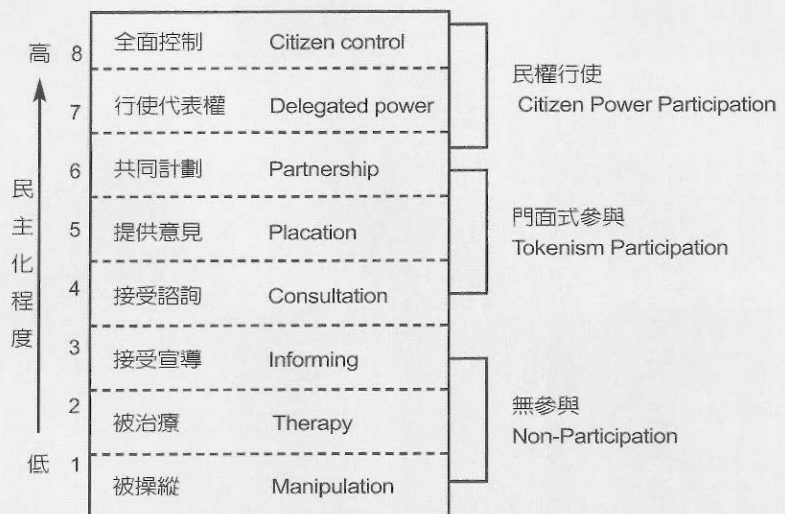 高
民主化程度
低
8 全面控制 Citizen control
7 行使代表權 Delegated power
6 共同計劃 Partnership
5 提供意見 Placation
4 接受諮詢 Consultation
3 接受宣導 Informing
2 被治療 Therapy
1 被操縱 Manipulation
民權行使
Citizen Power Participation
門面式參與
Tokenism Participation
無參與
Non-Participation